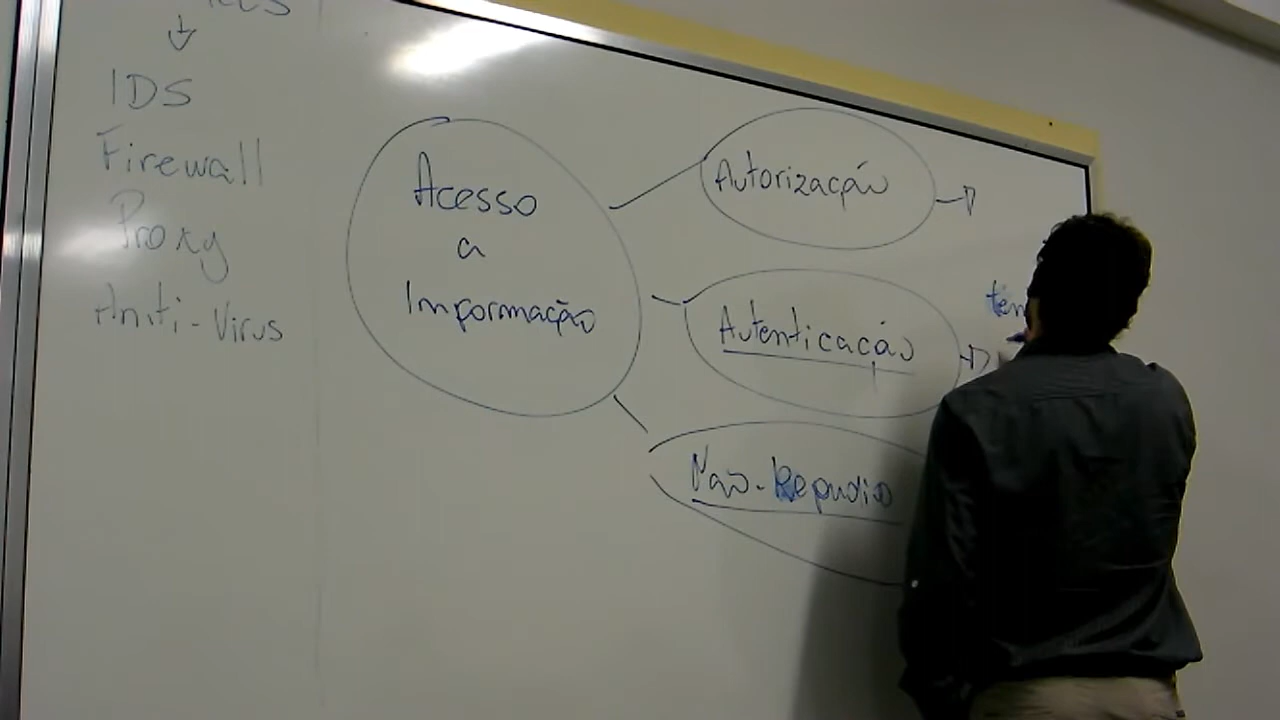 IDS
Firewall
Proxy
Anti-Virus
Acesso
a
Informação
Autorização
Autenticação
Não-Repudio